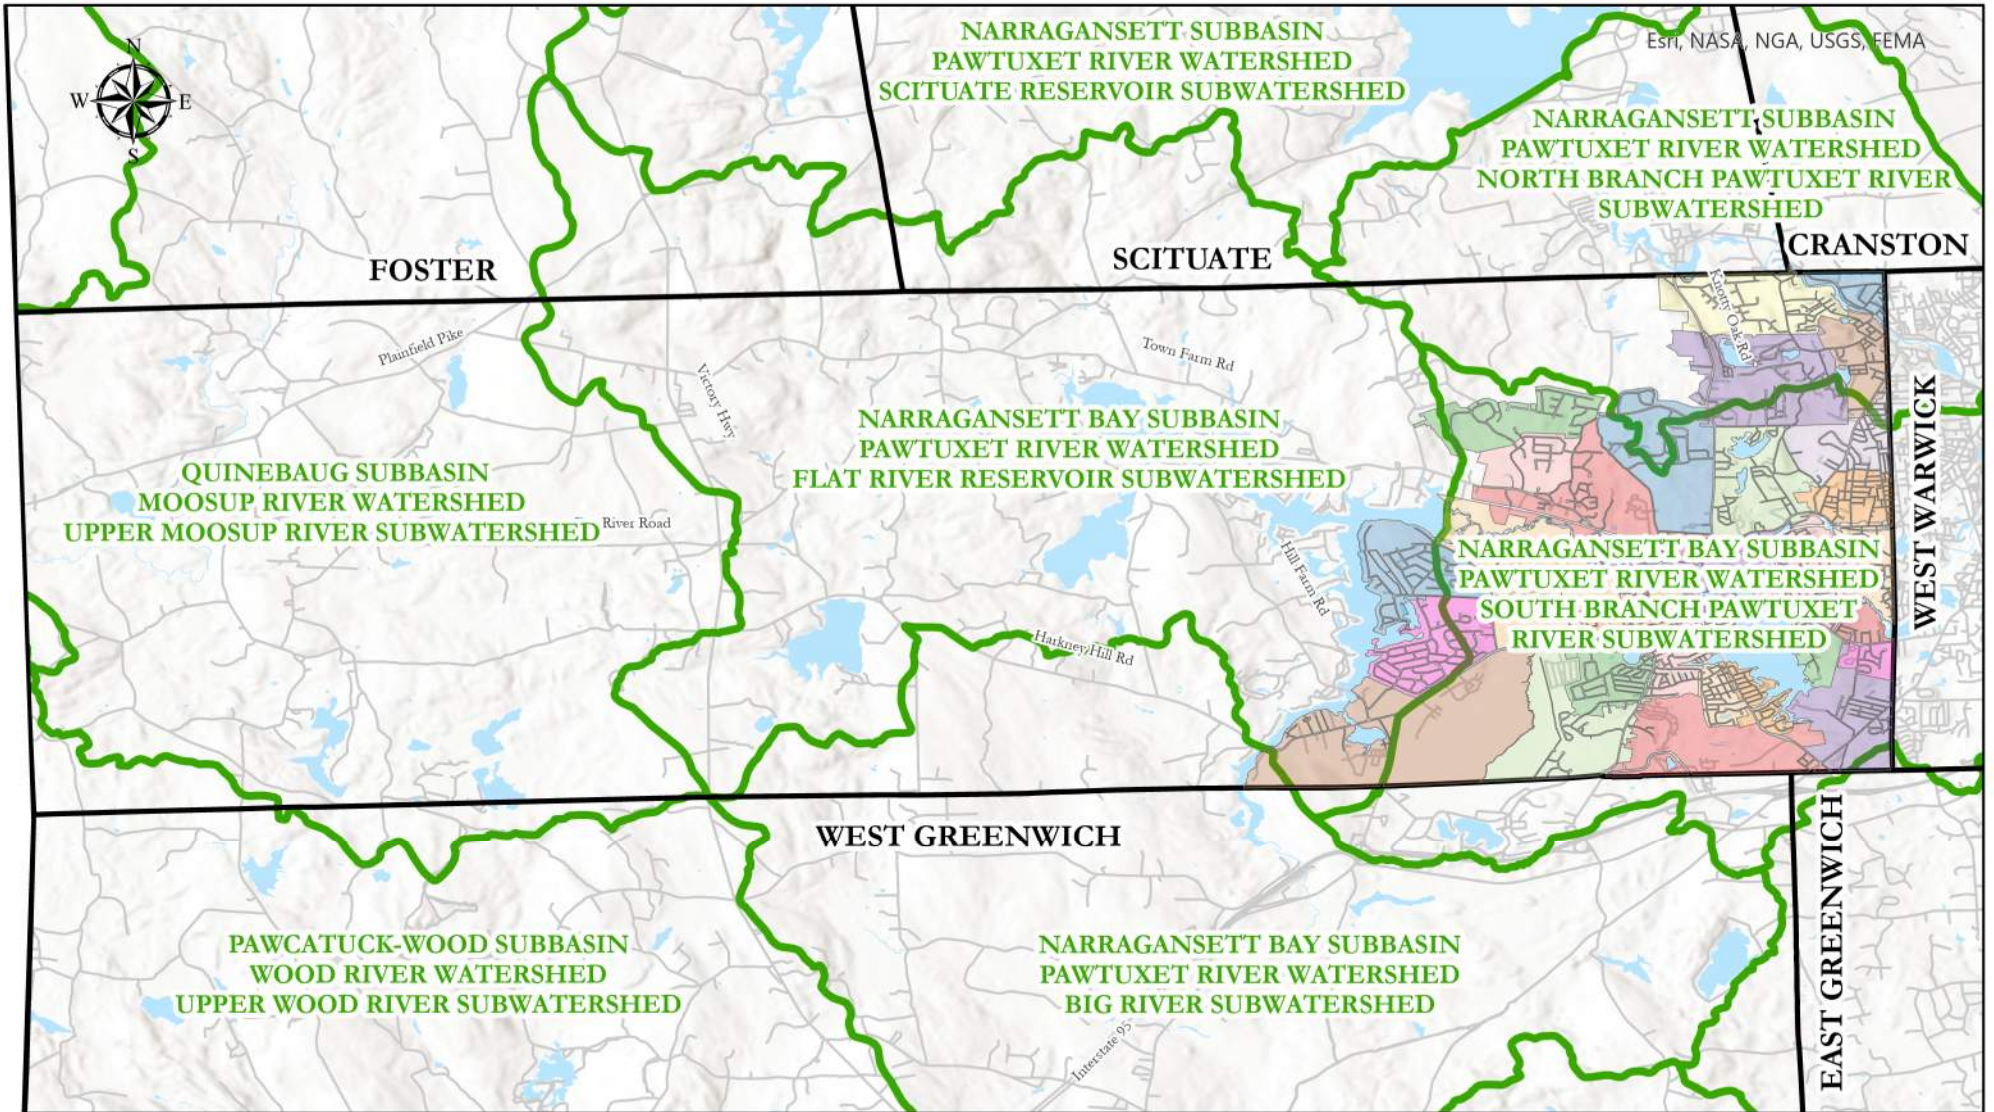 NARRAGANSETT SUBBASIN
PAWTUXET RIVER WATERSHED
SCITUATE RESERVOIR SUBWATERSHED
Esri, NASA, NGA, USGS, FEMA
N
W
E
S
NARRAGANSETT SUBBASIN
PAWTUXET RIVER WATERSHED
NORTH BRANCH PAWTUXET RIVER
SUBWATERSHED
FOSTER
SCITUATE
CRANSTON
Knotty Oak Rd
Plainfield Pike
Victory Hwy
Town Farm Rd
NARRAGANSETT BAY SUBBASIN
PAWTUXET RIVER WATERSHED
FLAT RIVER RESERVOIR SUBWATERSHED
WEST WARWICK
QUINEBAUG SUBBASIN
MOOSUP RIVER WATERSHED
UPPER MOOSUP RIVER SUBWATERSHED
River Road
Hill Farm Rd
NARRAGANSETT BAY SUBBASIN
PAWTUXET RIVER WATERSHED
SOUTH BRANCH PAWTUXET
RIVER SUBWATERSHED
Harkney Hill Rd
WEST GREENWICH
EAST GREENWICH
PAWCATUCK-WOOD SUBBASIN
WOOD RIVER WATERSHED
UPPER WOOD RIVER SUBWATERSHED
NARRAGANSETT BAY SUBBASIN
PAWTUXET RIVER WATERSHED
BIG RIVER SUBWATERSHED
Interstate 95